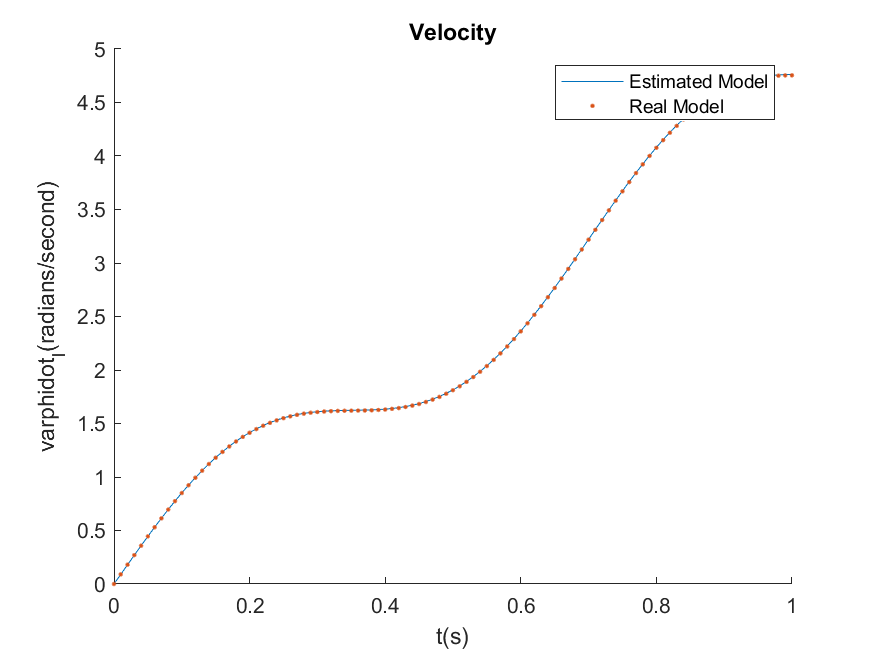 Velocity
5
4.5
4
3.5
3
2.5
2
1.5
1
0.5
0
varphidot_l(radians/second)
Estimated Model
Real Model
0 0.2 0.4 0.6 0.8 1
t(s)